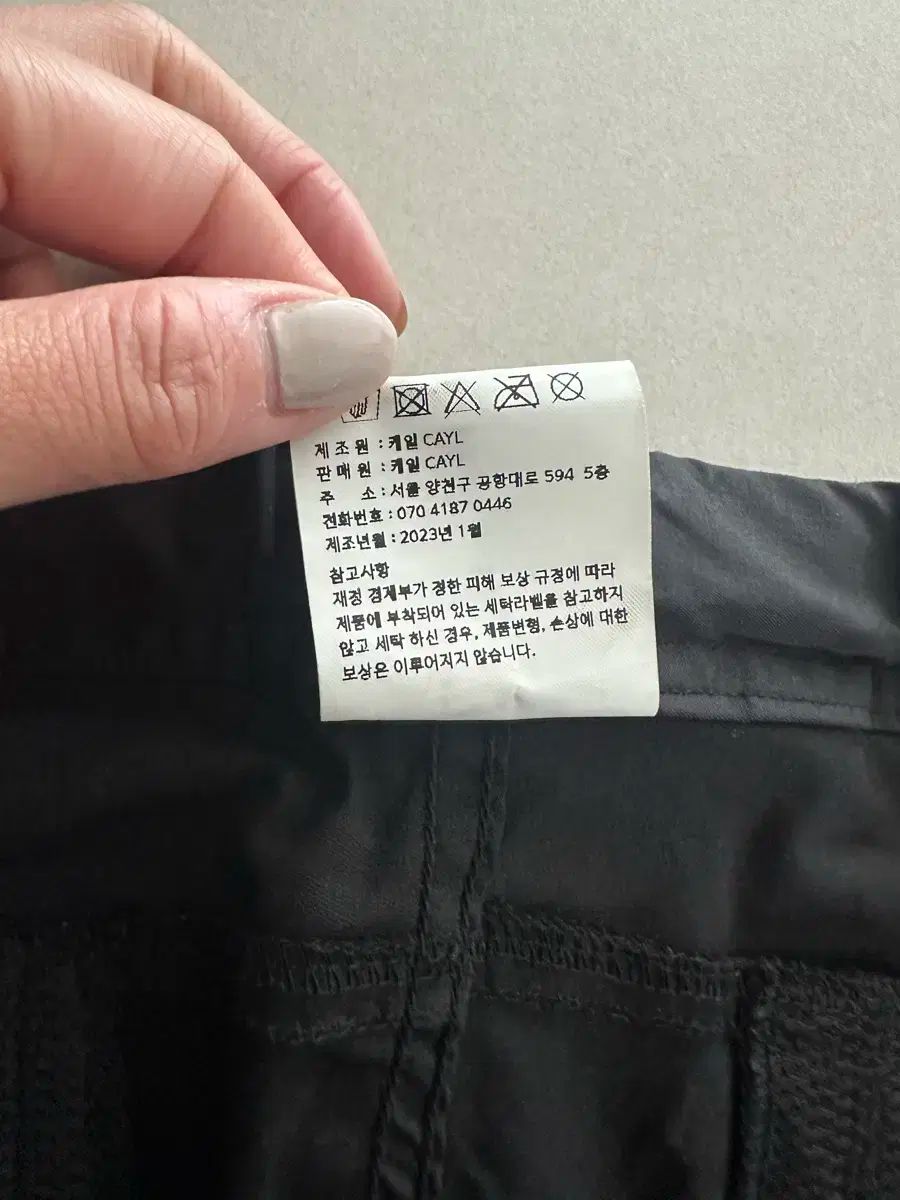 제조원 : 케일 CAYL
판매원 : 케일 CAYL
주 소 : 서울 양천구 공항대로 594 5층
전화번호 : 070 4187 0446
제조년월 : 2023년 1월
참고사항
재정 경제부가 정한 피해 보상 규정에 따라
제품에 부착되어 있는 세탁라벨을 참고하지
않고 세탁 하신 경우, 제품변형, 손상에 대한
보상은 이루어지지 않습니다.